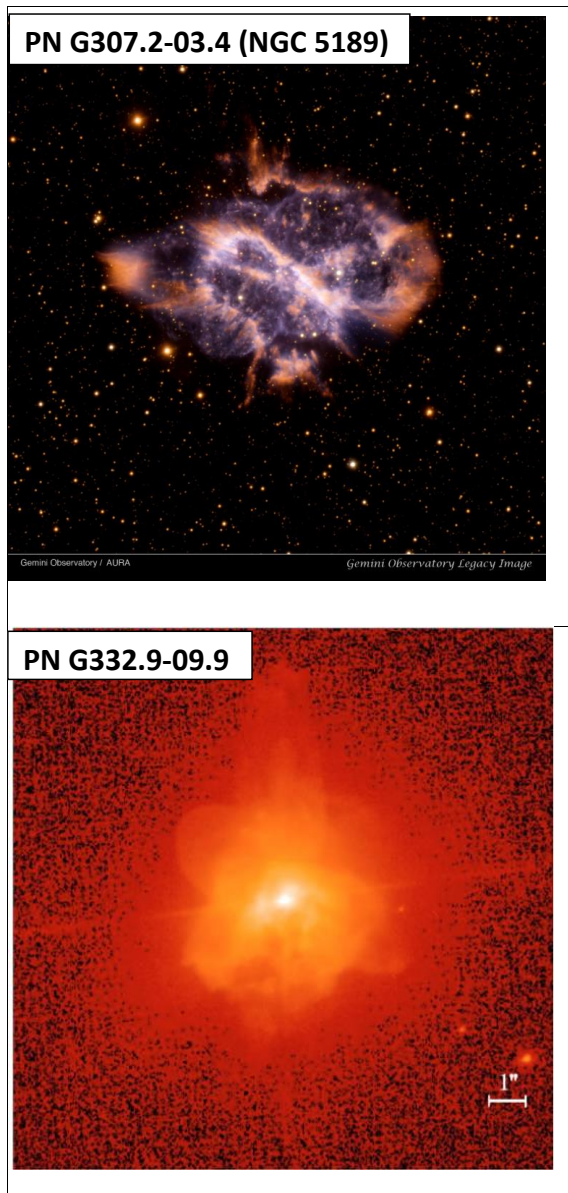 PN G307.2-03.4 (NGC 5189)
Gemini Observatory / AURA
Gemini Observatory Legacy Image
PN G332.9-09.9
1"